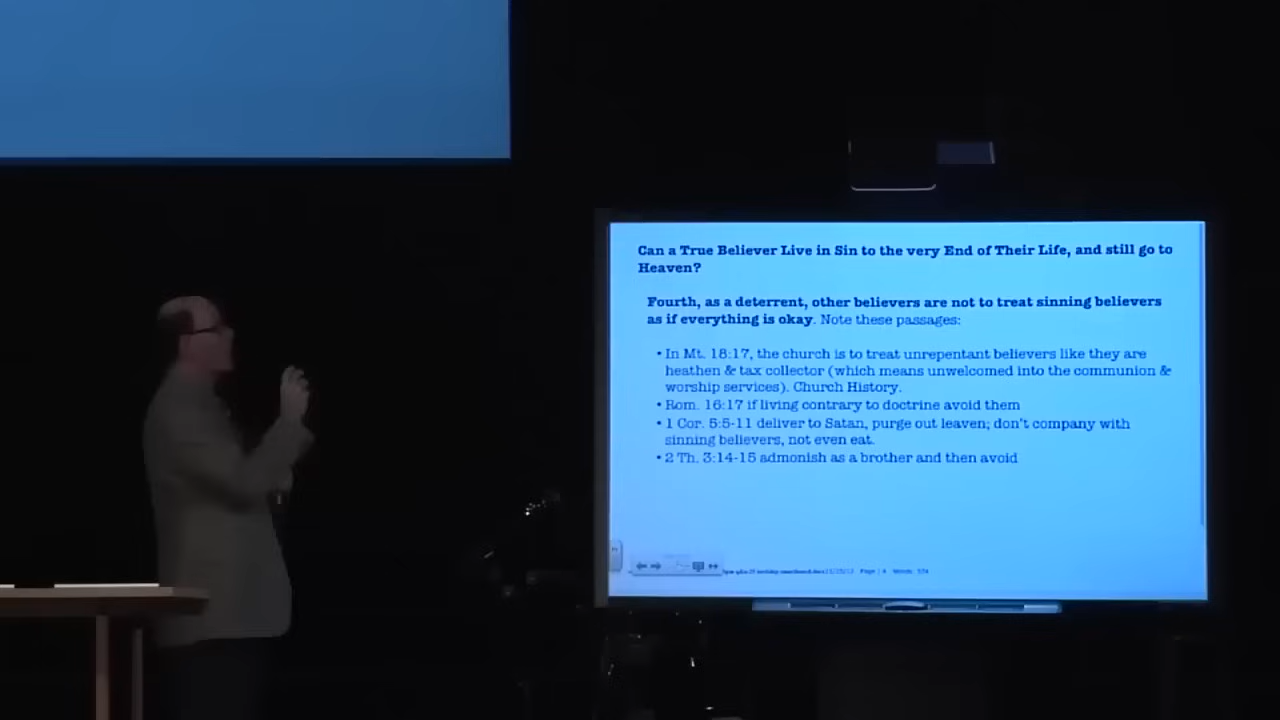 Can a True Believer Live in Sin to the very End of Their Life, and still go to
Heaven?
Fourth, as a deterrent, other believers are not to treat sinning believers
as if everything is okay. Note these passages:
• In Mt. 18:17, the church is to treat unrepentant believers like they are
heathen & tax collector (which means unwelcomed into the communion &
worship services). Church History.
• Rom. 16:17 if living contrary to doctrine avoid them
• 1 Cor. 5:5-11 deliver to Satan, purge out leaven; don't company with
sinning believers, not even eat.
• 2 Th. 3:14-15 admonish as a brother and then avoid
Page | 4 Words: